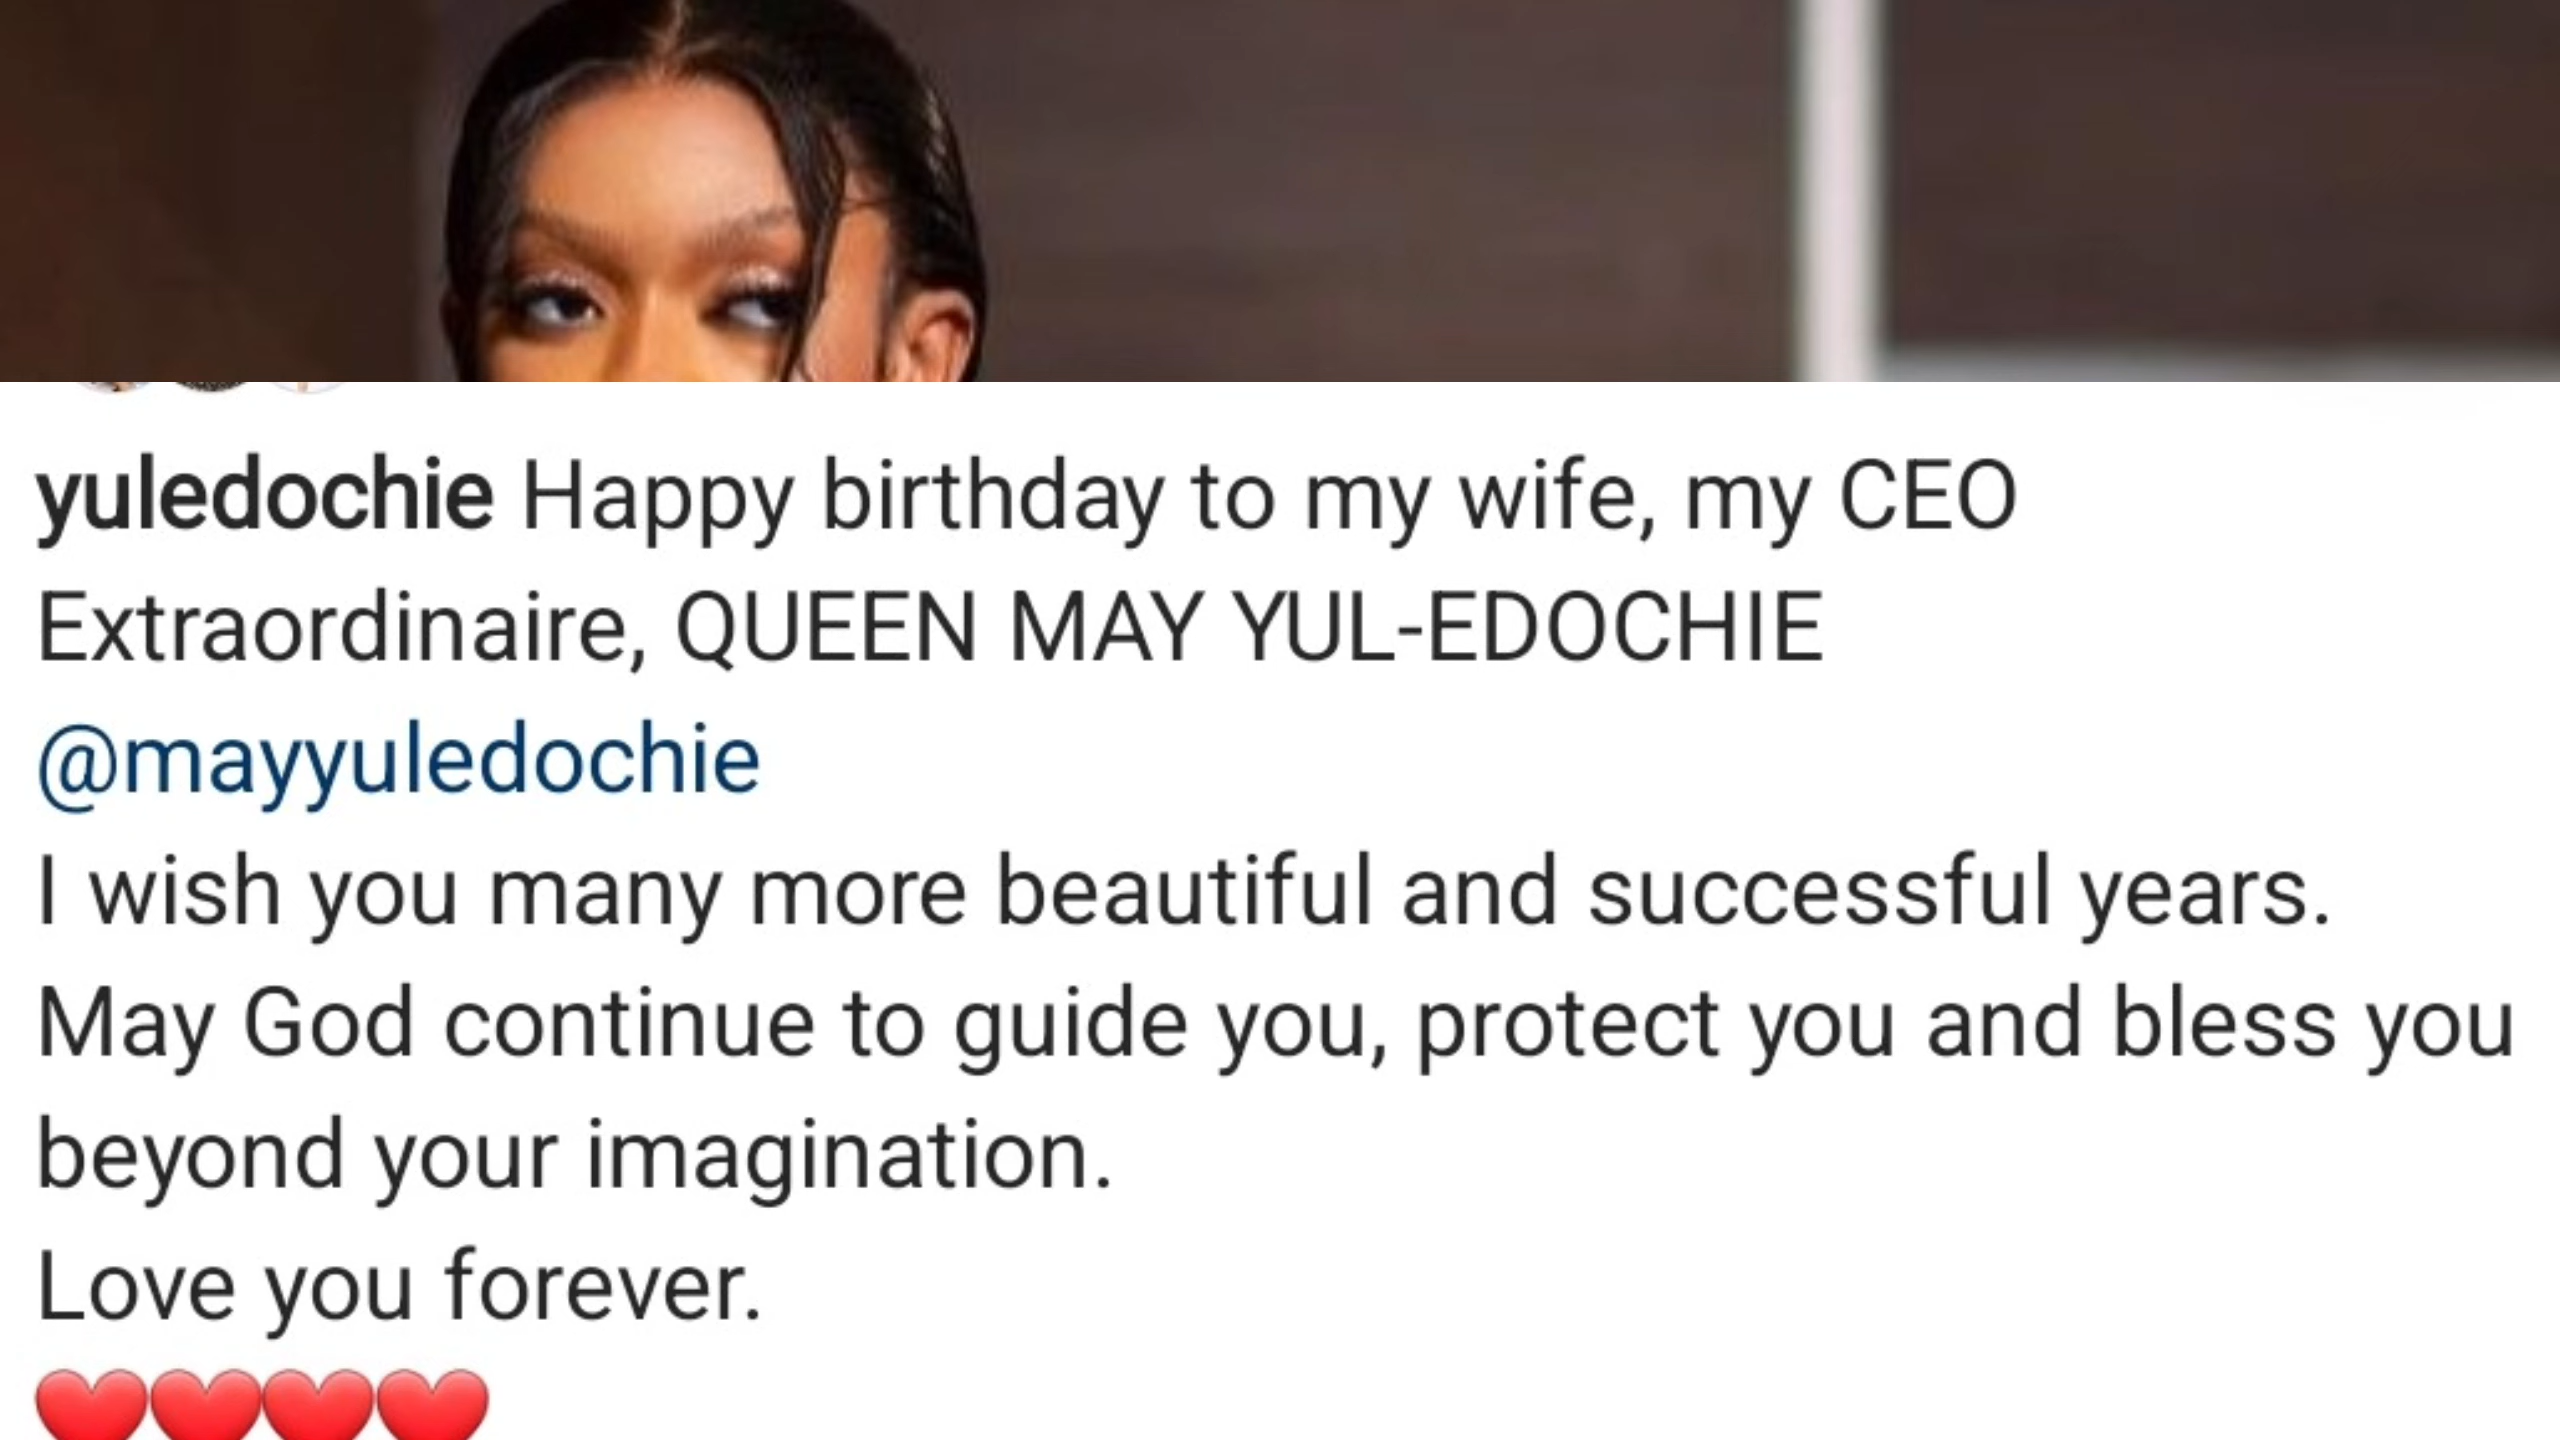 yuledochie Happy birthday to my wife, my CEO
Extraordinaire, QUEEN MAY YUL-EDOCHIE
@mayyuledochie
I wish you many more beautiful and successful years.
May God continue to guide you, protect you and bless you
beyond your imagination.
Love you forever.
❤️❤️❤️❤️